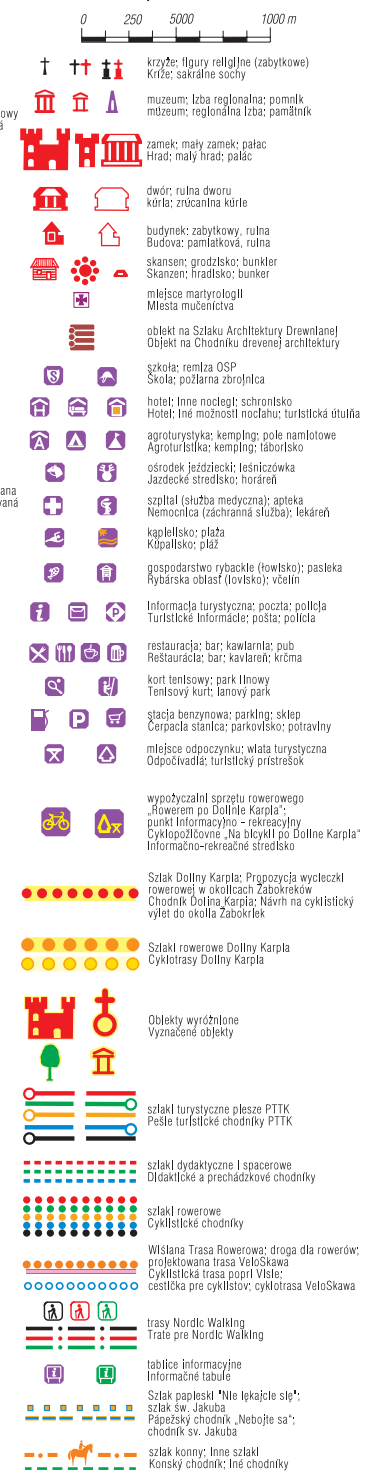 0 250 5000 1000 m
krzyże; figury religijne (zabytkowe)
Kríže; sakrálne sochy
muzeum; Izba regionalna; pomnik
múzeum; regionálna Izba; pamätník
owy
zamek; mały zamek; pałac
Hrad; malý hrad; palác
dwór; ruina dworu
kúria; zrúcanina kúrie
budynek: zabytkowy, ruina
Budova: pamiatková, ruina
skansen; grodzisko; bunkier
Skanzen; hradisko; bunker
miejsce martyrologii
Miesta mučeníctva
obiekt na Szlaku Architektury Drewnianej
Objekt na Chodníku drevenej architektury
szkoła; remiza OSP
Škola; požiarna zbrojnica
hotel; inne noclegi; schronisko
Hotel; iné možnosti nocľahu; turistická útulňa
agroturystyka; kemping; pole namiotowe
Agroturistika; kemping; táborisko
ośrodek jeździecki; leśniczówka
Jazdecké stredisko; horáreň
ana
vaná
szpital (służba medyczna); apteka
Nemocnica (záchranná služba); lekáreň
kąpielisko; plaża
Kúpalisko; pláž
gospodarstwo rybackie (łowisko); pasieka
Rybárska oblasť (lovisko); včelín
Informacja turystyczna; poczta; policja
Turistické informácie; pošta; polícia
restauracja; bar; kawiarnia; pub
Reštaurácia; bar; kaviareň; krčma
kort tenisowy; park linowy
Tenisový kurt; lanový park
stacja benzynowa; parking; sklep
Čerpacia stanica; parkovisko; potraviny
miejsce odpoczynku; wiata turystyczna
Odpočívadlá; turistický prístrešok
wypożyczalni sprzętu rowerowego
„Rowerem po Dolinie Karpia";
punkt informacyjno - rekreacyjny
Cyklopožičovne „Na bicykli po Doline Karpia"
Informačno-rekreačné stredisko
Szlak Doliny Karpia; Propozycja wycieczki
rowerowej w okolicach Żabokreków
Chodník Dolina Karpia; Návrh na cyklistický
výlet do okolia Žabokriek
Szlaki rowerowe Doliny Karpia
Cyklotrasy Doliny Karpia
Obiekty wyróżnione
Vyznačené objekty
szlaki turystyczne piesze PTTK
Pešie turistické chodníky PTTK
szlaki dydaktyczne i spacerowe
Didaktické a prechádzkové chodníky
szlaki rowerowe
Cyklistické chodníky
Wiślana Trasa Rowerowa; droga dla rowerów;
projektowana trasa VeloSkawa
Cyklistická trasa popri Visle;
cestička pre cyklistov; cyklotrasa VeloSkawa
trasy Nordic Walking
Trate pre Nordic Walking
tablice informacyjne
Informačné tabule
Szlak papieski "Nie lękajcie się";
szlak św. Jakuba
Pápežský chodník „Nebojte sa";
chodník sv. Jakuba
szlak konny; inne szlaki
Konský chodník; iné chodníky